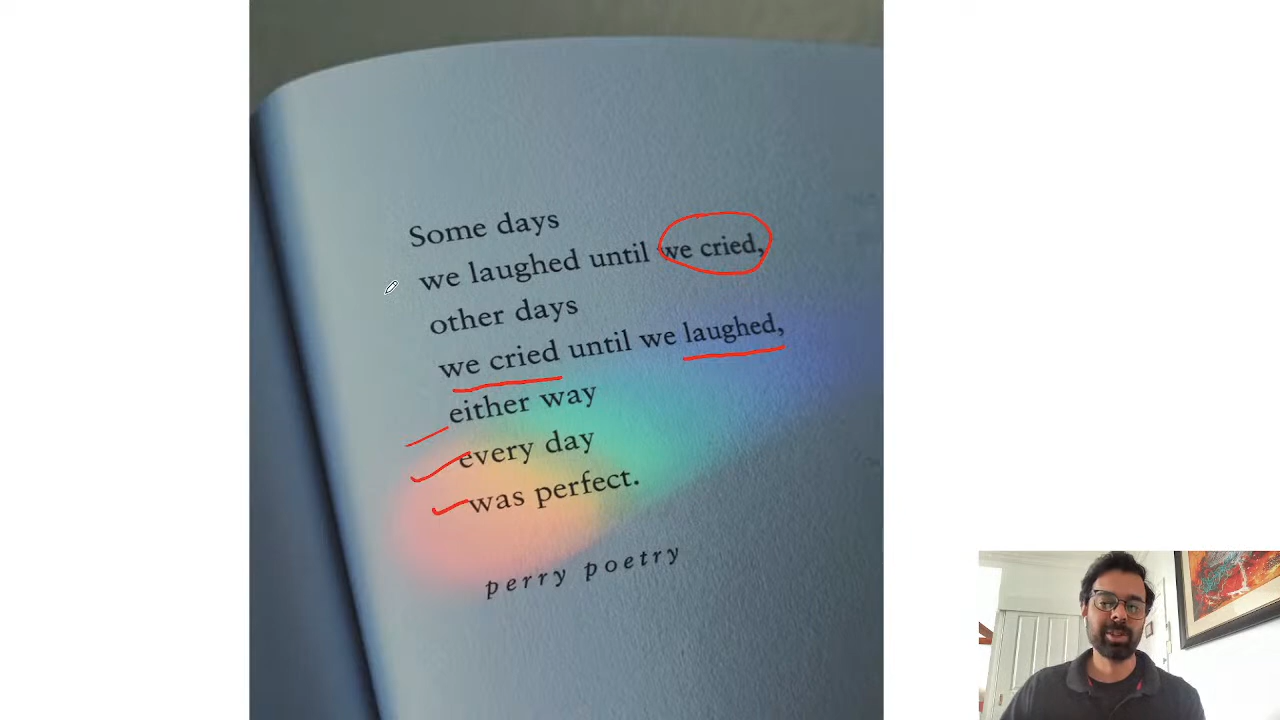 Some days
we laughed until we cried,
other days
we cried until we laughed,
either way
every day
was perfect.
perry poetry